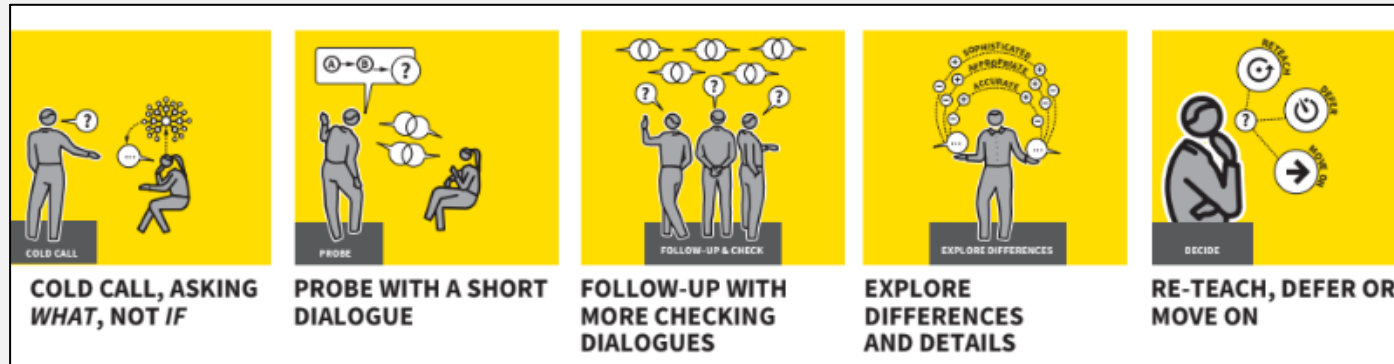 ?
...
COLD CALL
COLD CALL, ASKING
WHAT, NOT IF
A B ?
PROBE
PROBE WITH A SHORT
DIALOGUE
? ? ?
FOLLOW-UP & CHECK
FOLLOW-UP WITH
MORE CHECKING
DIALOGUES
SOPHISTICATED
APPROPRIATE
ACCURATE
... ...
EXPLORE DIFFERENCES
EXPLORE
DIFFERENCES
AND DETAILS
RETEACH
?
DEFER
MOVE ON
DECIDE
RE-TEACH, DEFER OR
MOVE ON